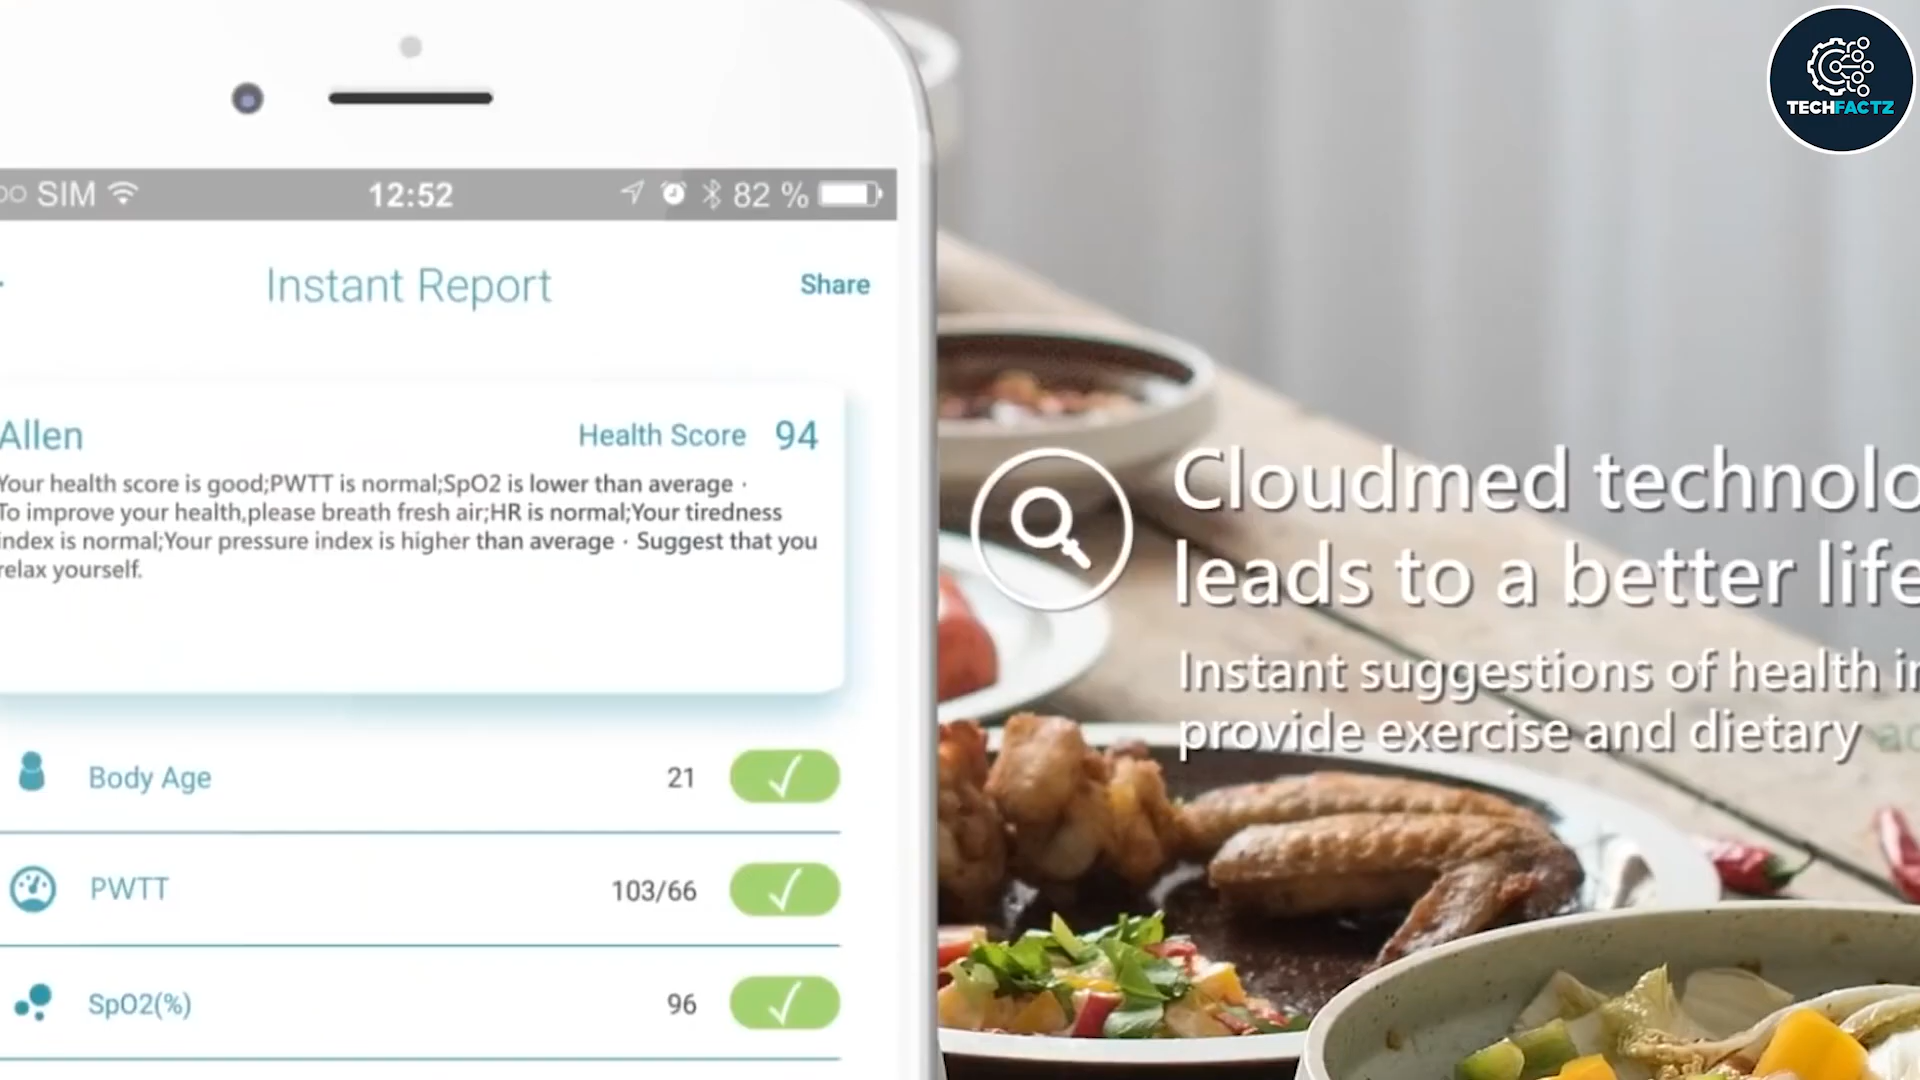 TECHFACTZ
SIM
12:52
82 %
Instant Report
Share
Allen
Health Score 94
Your health score is good;PWTT is normal;SpO2 is lower than average ·
To improve your health,please breath fresh air;HR is normal;Your tiredness
index is normal;Your pressure index is higher than average · Suggest that you
relax yourself.
Body Age 21
PWTT 103/66
SpO2(%) 96
Cloudmed technolo
leads to a better life
Instant suggestions of health in
provide exercise and dietary